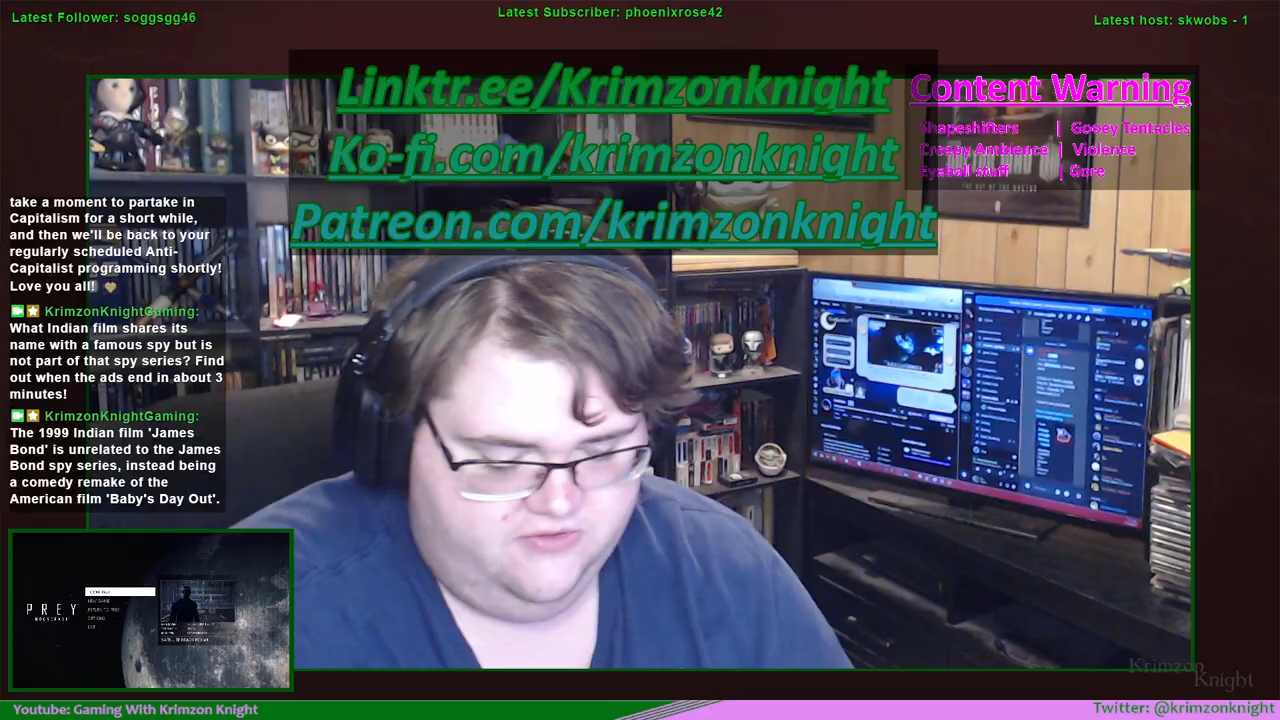 Latest Follower: soggsgg46
Latest Subscriber: phoenixrose42
Latest host: skwobs - 1
Linktr.ee/Krimzonknight
Ko-fi.com/krimzonknight
Patreon.com/krimzonknight
Content Warning
Shapeshifters | Gooey Tentacles
Creepy Ambience | Violence
Eyeball stuff | Gore
take a moment to partake in
Capitalism for a short while,
and then we'll be back to your
regularly scheduled Anti-
Capitalist programming shortly!
Love you all!
KrimzonKnightGaming:
What Indian film shares its
name with a famous spy but is
not part of that spy series? Find
out when the ads end in about 3
minutes!
KrimzonKnightGaming:
The 1999 Indian film 'James
Bond' is unrelated to the James
Bond spy series, instead being
a comedy remake of the
American film 'Baby's Day Out'.
PREY
MOONCRASH
Krimzon
Knight
Youtube: Gaming With Krimzon Knight
Twitter: @krimzonknight